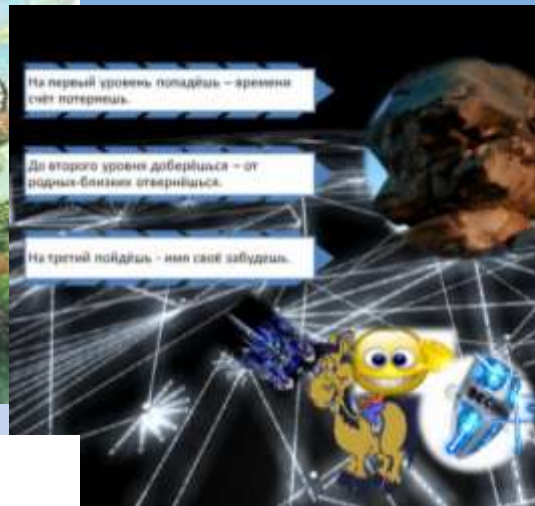 На первый уровень попадёшь – времени
счёт потеряешь.
До второго уровня доберёшься – от
родных-близких отвернёшься.
На третий пойдёшь - имя своё забудешь.